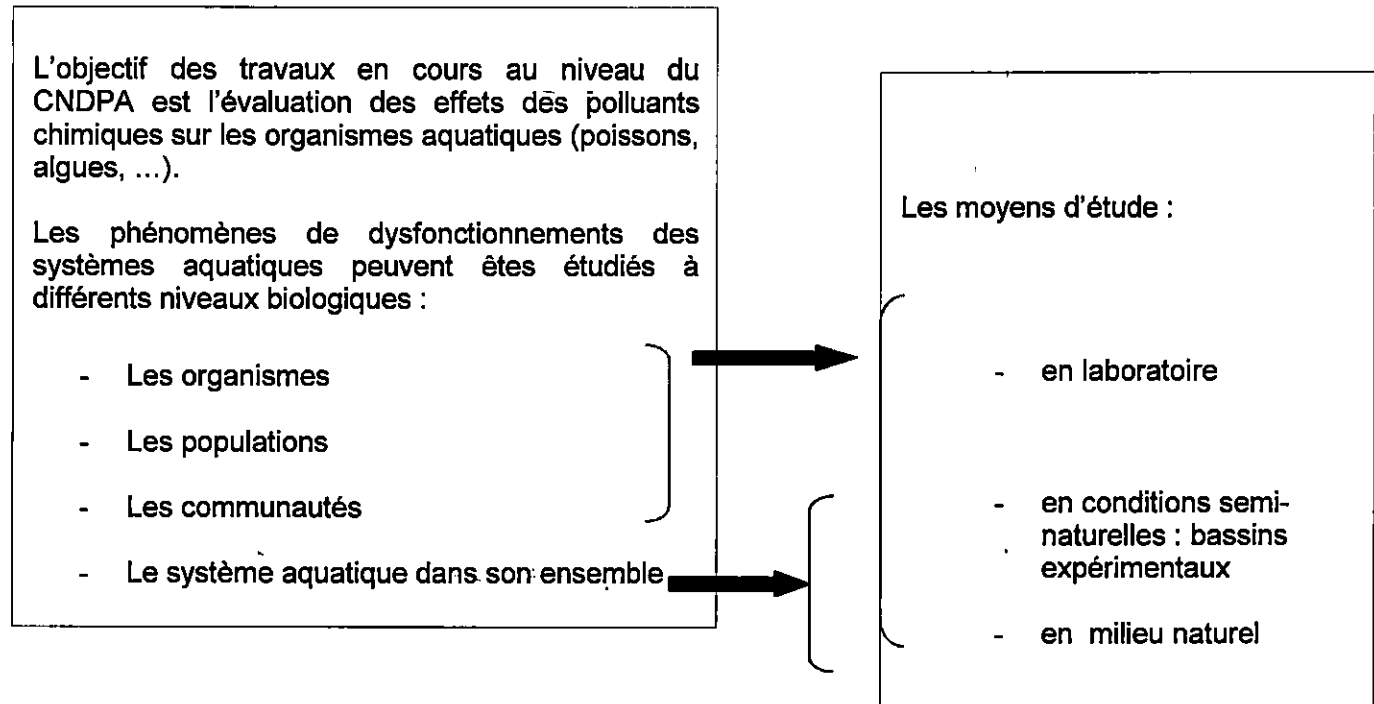 L'objectif des travaux en cours au niveau du
CNDPA est l'évaluation des effets des polluants
chimiques sur les organismes aquatiques (poissons,
algues, ...).
Les phénomènes de dysfonctionnements des
systèmes aquatiques peuvent êtes étudiés à
différents niveaux biologiques :
- Les organismes
- Les populations
- Les communautés
- Le système aquatique dans son ensemble
Les moyens d'étude :
- en laboratoire
- en conditions semi-
naturelles : bassins
expérimentaux
- en milieu naturel